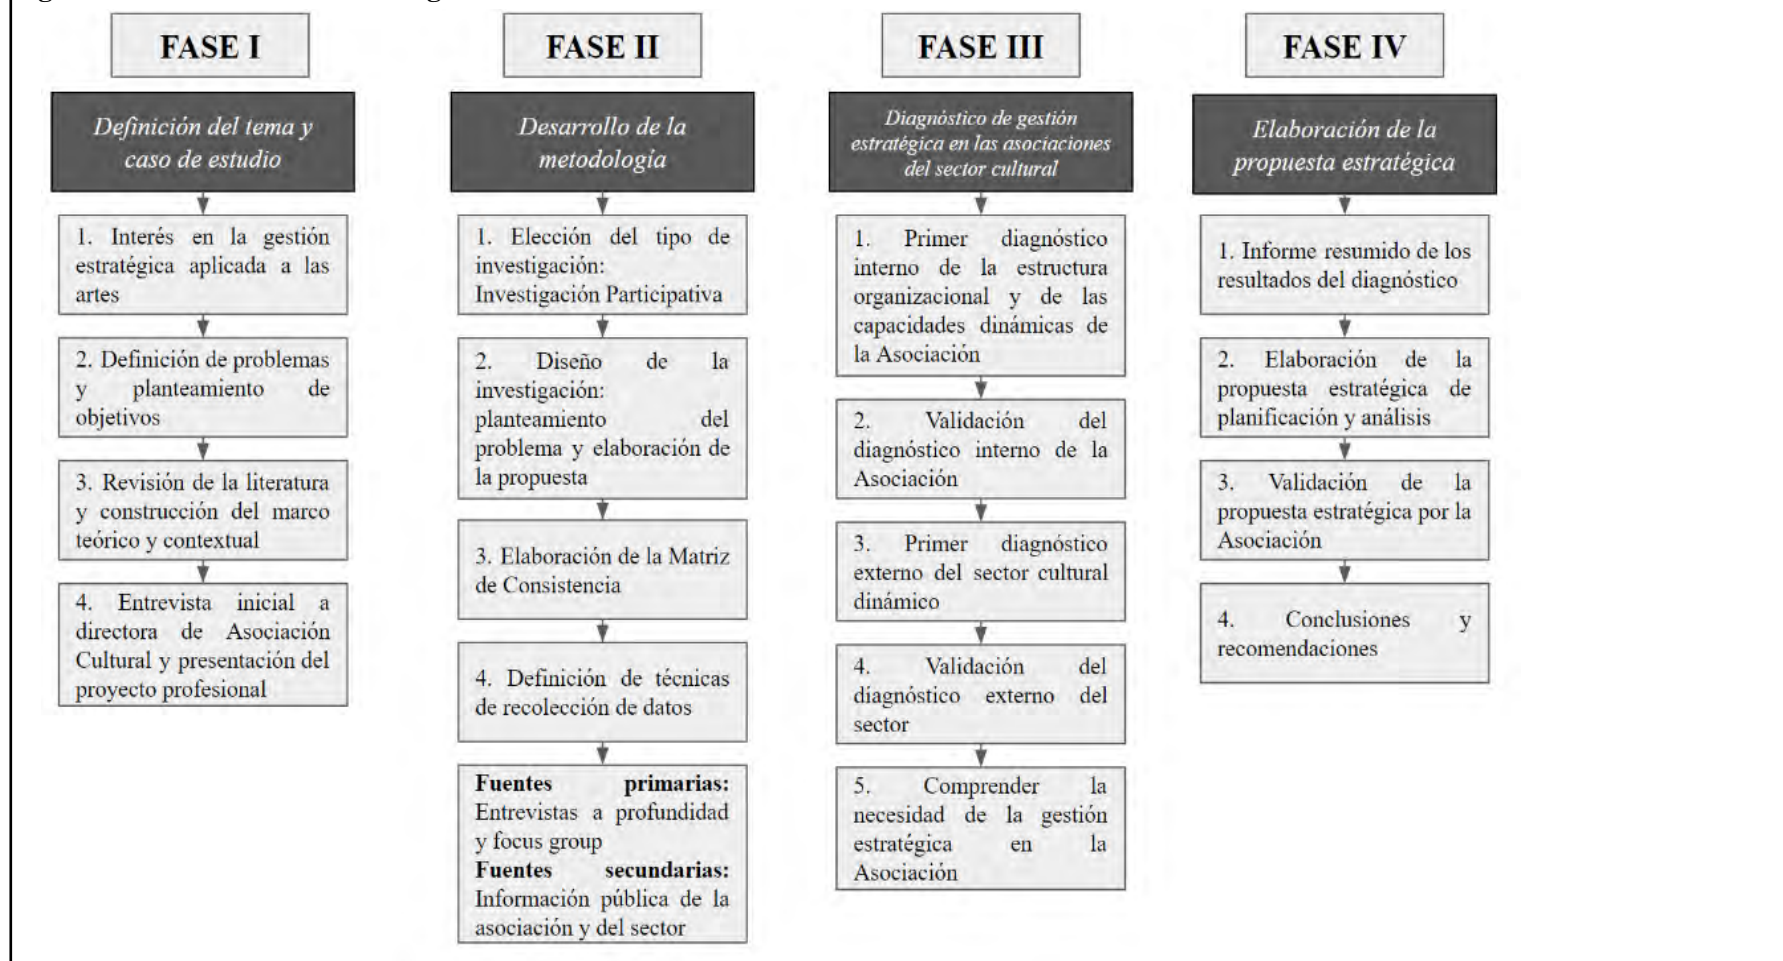 FASE I
Definición del tema y
caso de estudio
1. Interés en la gestión
estratégica aplicada a las
artes
2. Definición de problemas
y planteamiento de
objetivos
3. Revisión de la literatura
y construcción del marco
teórico y contextual
4. Entrevista inicial a
directora de Asociación
Cultural y presentación del
proyecto profesional
FASE II
Desarrollo de la
metodología
1. Elección del tipo de
investigación:
Investigación Participativa
2. Diseño de la
investigación:
planteamiento del
problema y elaboración de
la propuesta
3. Elaboración de la Matriz
de Consistencia
4. Definición de técnicas
de recolección de datos
Fuentes primarias:
Entrevistas a profundidad
y focus group
Fuentes secundarias:
Información pública de la
asociación y del sector
FASE III
Diagnóstico de gestión
estratégica en las asociaciones
del sector cultural
1. Primer diagnóstico
interno de la estructura
organizacional y de las
capacidades dinámicas de
la Asociación
2. Validación del
diagnóstico interno de la
Asociación
3. Primer diagnóstico
externo del sector cultural
dinámico
4. Validación del
diagnóstico externo del
sector
5. Comprender la
necesidad de la gestión
estratégica en la
Asociación
FASE IV
Elaboración de la
propuesta estratégica
1. Informe resumido de los
resultados del diagnóstico
2. Elaboración de la
propuesta estratégica de
planificación y análisis
3. Validación de la
propuesta estratégica por la
Asociación
4. Conclusiones y
recomendaciones